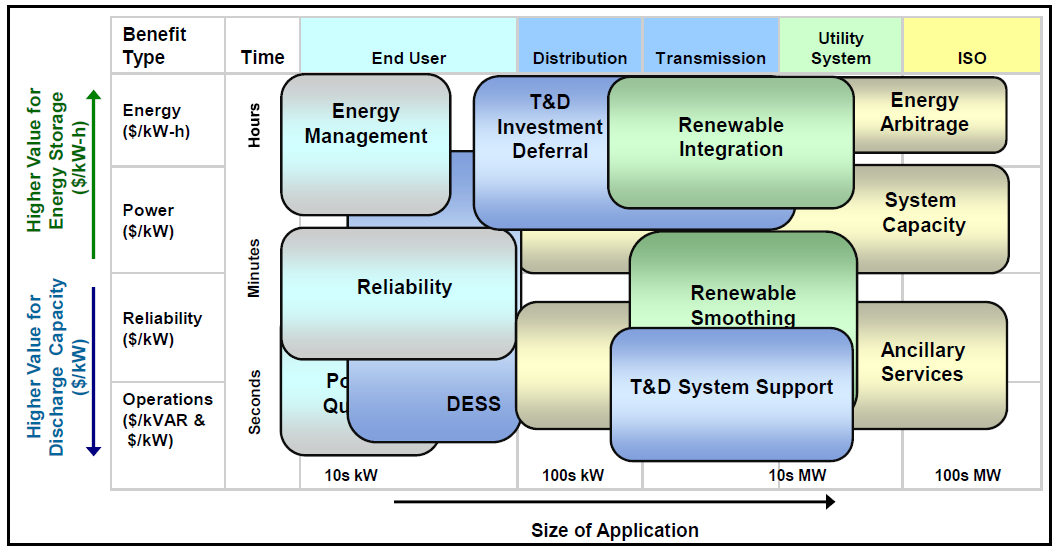 Benefit
Type
Time
End User
Distribution
Transmission
Utility
System
ISO
Higher Value for
Energy Storage
($/kW-h)
Higher Value for
Discharge Capacity
($/kW)
Energy
($/kW-h)
Power
($/kW)
Reliability
($/kW)
Operations
($/kVAR &
$/kW)
Hours
Minutes
Seconds
Energy
Management
T&D
Investment
Deferral
Renewable
Integration
Energy
Arbitrage
System
Capacity
Reliability
Renewable
Smoothing
Ancillary
Services
Po
Qu
DESS
T&D System Support
10s kW
100s kW
10s MW
100s MW
Size of Application